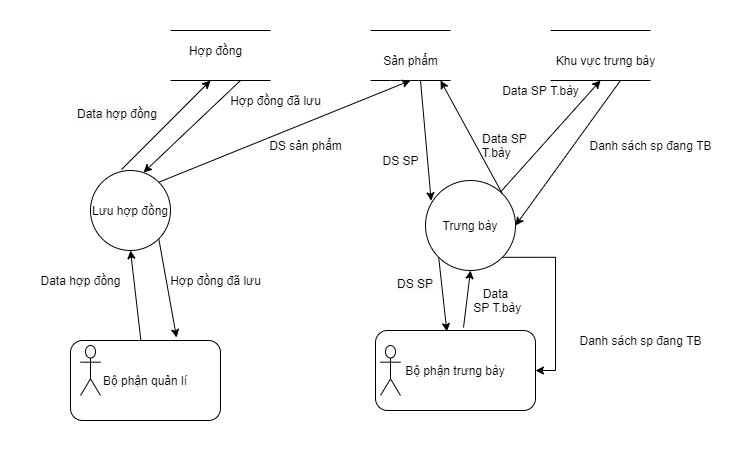 Hợp đồng
Sản phẩm
Khu vực trưng bày
Data hợp đồng
Hợp đồng đã lưu
DS sản phẩm
DS SP
Data SP
T.bày
Data SP T.bày
Danh sách sp đang TB
Lưu hợp đồng
Trưng bày
Data hợp đồng
Hợp đồng đã lưu
DS SP
Data
SP T.bày
Danh sách sp đang TB
Bộ phận quản lí
Bộ phận trưng bày